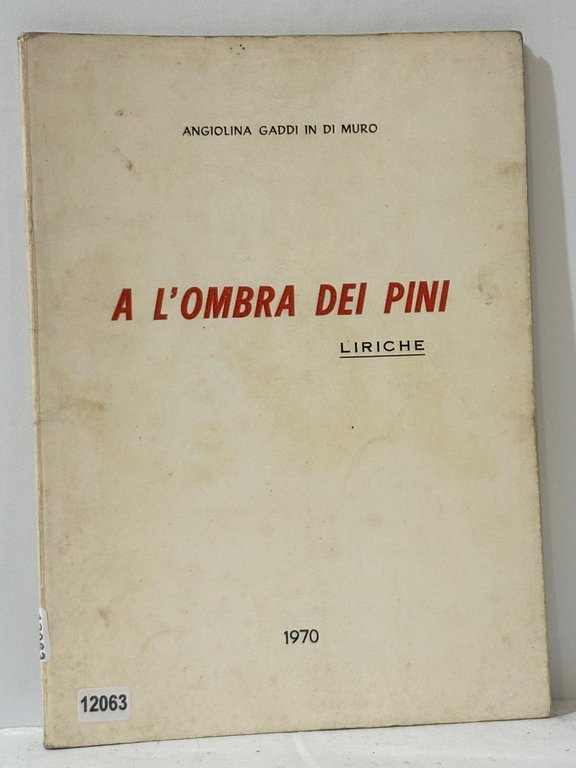 ANGIOLINA GADDI IN DI MURO
A L'OMBRA DEI PINI
LIRICHE
1970
12063